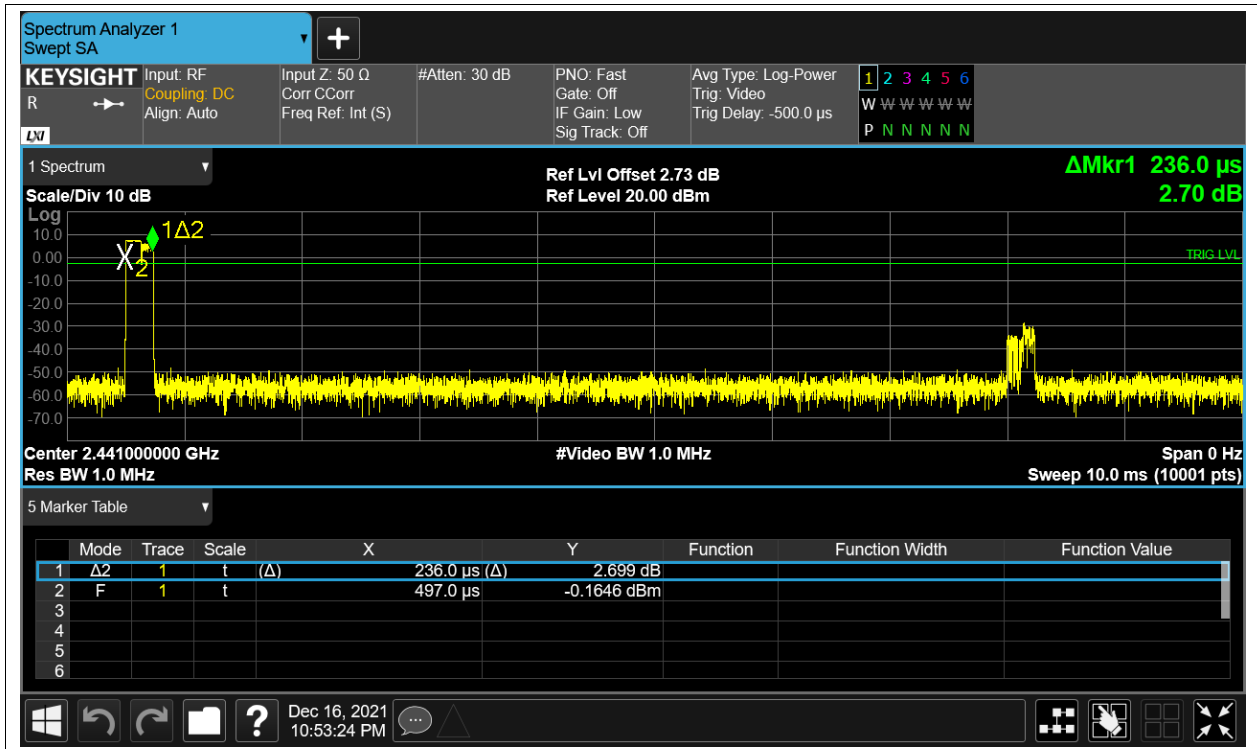 Spectrum Analyzer 1
Swept SA
+
KEYSIGHT Input: RF Input Z: 50 Ω #Atten: 30 dB PNO: Fast Avg Type: Log-Power 1 2 3 4 5 6
R Coupling: DC Corr CCorr Gate: Off Trig: Video W W W W W W
Align: Auto Freq Ref: Int (S) IF Gain: Low Trig Delay: -500.0 µs
LXI Sig Track: Off P N N N N N
1 Spectrum Ref Lvl Offset 2.73 dB ΔMkr1 236.0 µs
Scale/Div 10 dB Ref Level 20.00 dBm 2.70 dB
Log
10.0 1Δ2
0.00 X 2 TRIG LVL
-10.0
-20.0
-30.0
-40.0
-50.0
-60.0
-70.0
Center 2.441000000 GHz #Video BW 1.0 MHz Span 0 Hz
Res BW 1.0 MHz Sweep 10.0 ms (10001 pts)
5 Marker Table
Mode Trace Scale X Y Function Function Width Function Value
1 Δ2 1 t (Δ) 236.0 µs (Δ) 2.699 dB
2 F 1 t 497.0 µs -0.1646 dBm
3
4
5
6
? Dec 16, 2021
10:53:24 PM